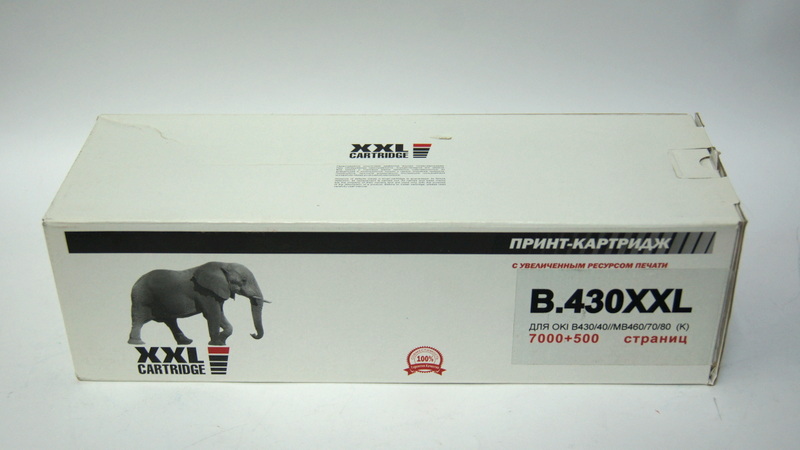 XXL
CARTRIDGE
ПРИНТ-КАРТРИДЖ
С УВЕЛИЧЕННЫМ РЕСУРСОМ ПЕЧАТИ
B.430XXL
ДЛЯ OKI B430/40//MB460/70/80 (K)
7000+500 страниц
XXL
CARTRIDGE
100%